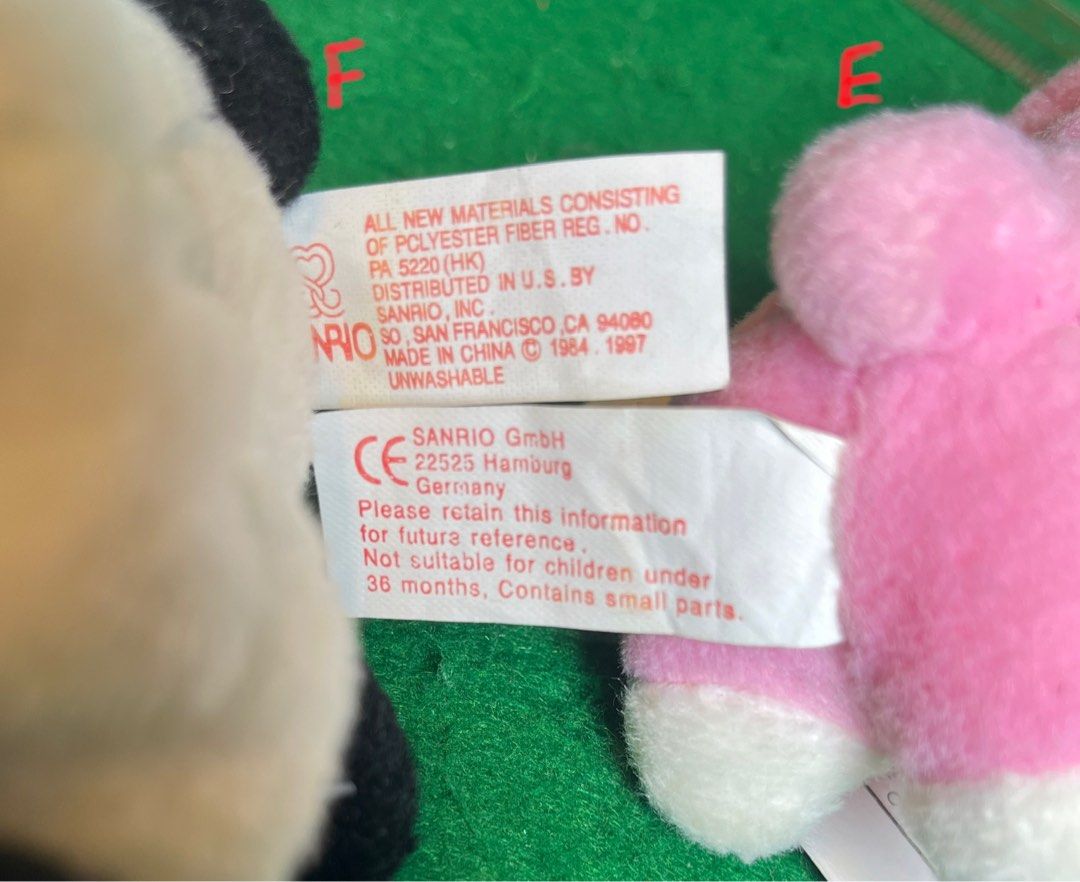 F
E
ALL NEW MATERIALS CONSISTING
OF PCLYESTER FIBER REG . NO .
PA 5220 (HK)
DISTRIBUTED IN U.S. BY
SANRIO, INC .
NRIO
SO , SAN FRANCISCO ,CA 94080
MADE IN CHINA © 1984 . 1997
UNWASHABLE
CE
SANRIO GmbH
22525 Hamburg
Germany
Please retain this information
for future reference .
Not suitable for children under
36 months, Contains small parts.